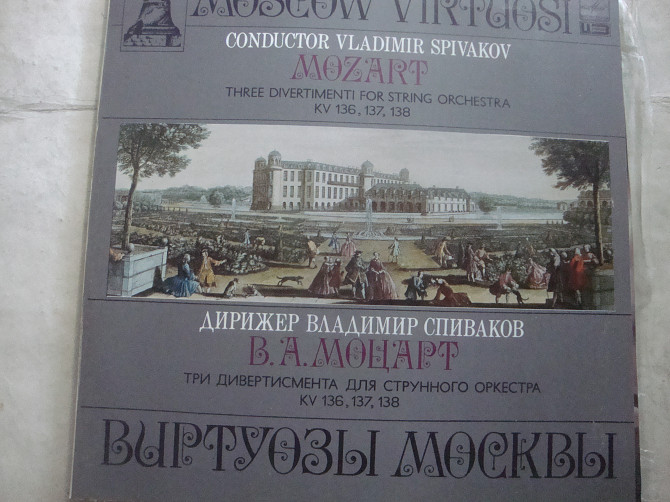 MOSCOW VIRTUOSI
CONDUCTOR VLADIMIR SPIVAKOV
MOZART
THREE DIVERTIMENTI FOR STRING ORCHESTRA
KV 136, 137, 138
ДИРИЖЕР ВЛАДИМИР СПИВАКОВ
В. А. МОЦАРТ
ТРИ ДИВЕРТИСМЕНТА ДЛЯ СТРУННОГО ОРКЕСТРА
KV 136, 137, 138
ВИРТУОЗЫ МОСКВЫ